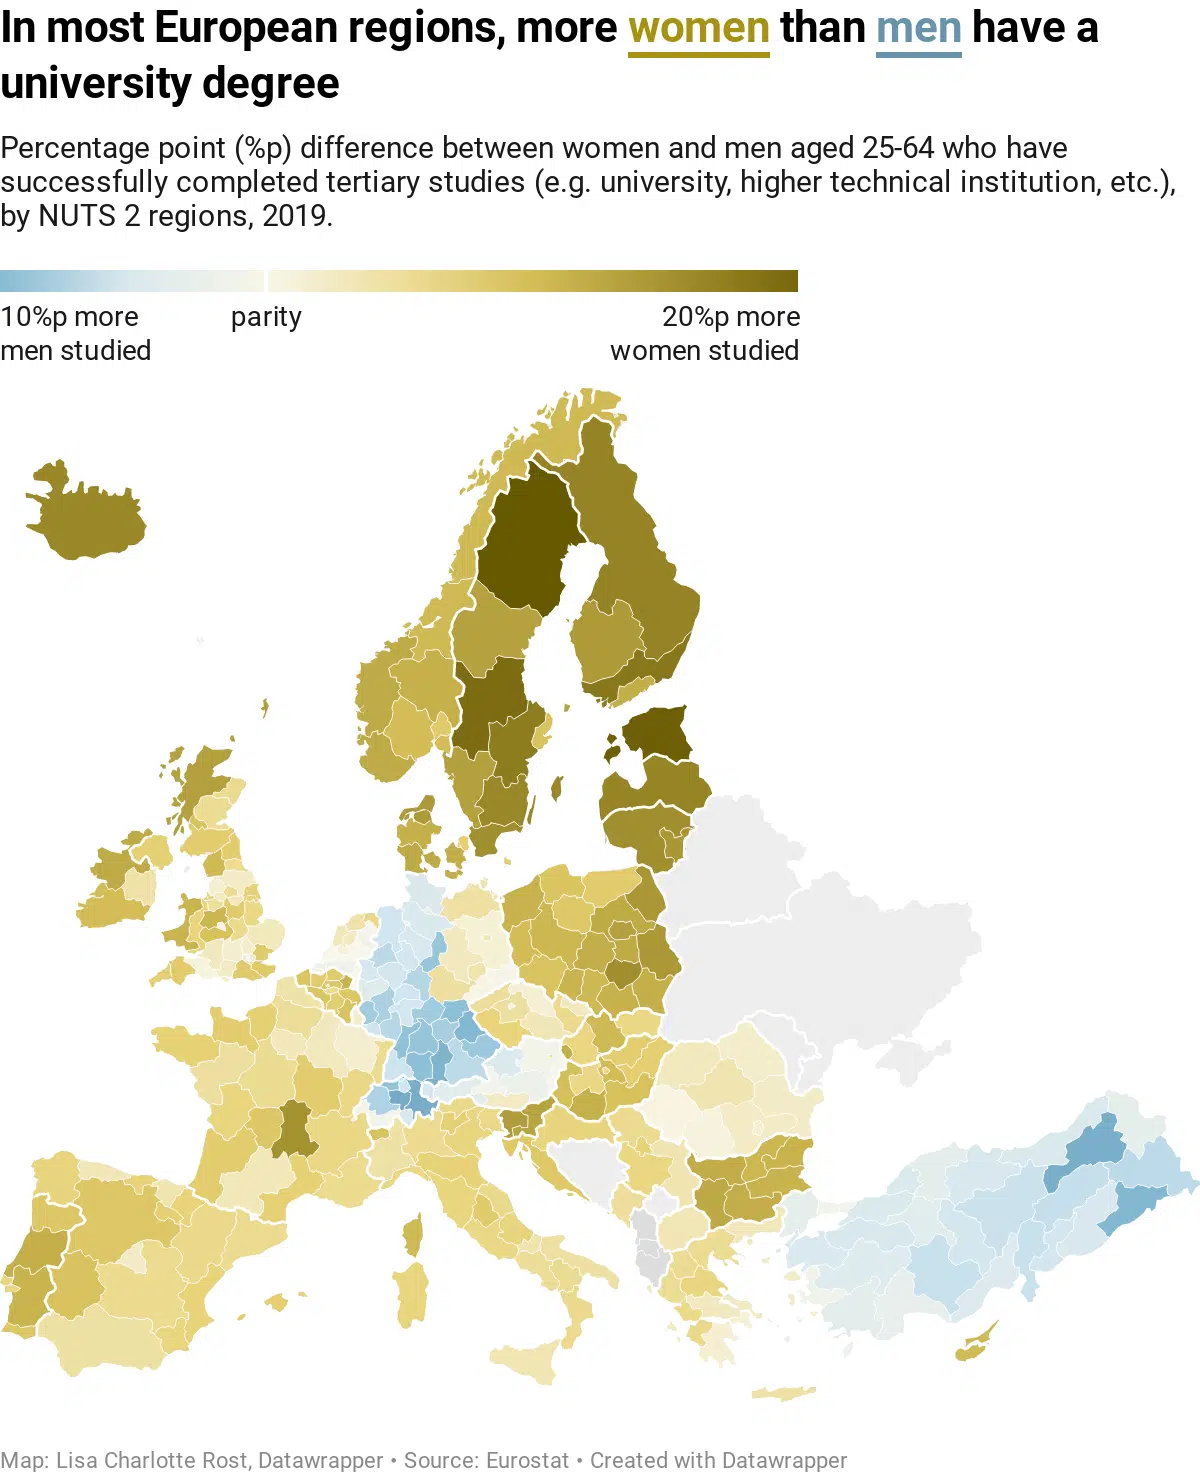 In most European regions, more women than men have a
university degree
Percentage point (%p) difference between women and men aged 25-64 who have
successfully completed tertiary studies (e.g. university, higher technical institution, etc.),
by NUTS 2 regions, 2019.
10%p more
men studied
parity
20%p more
women studied
Map: Lisa Charlotte Rost, Datawrapper • Source: Eurostat • Created with Datawrapper